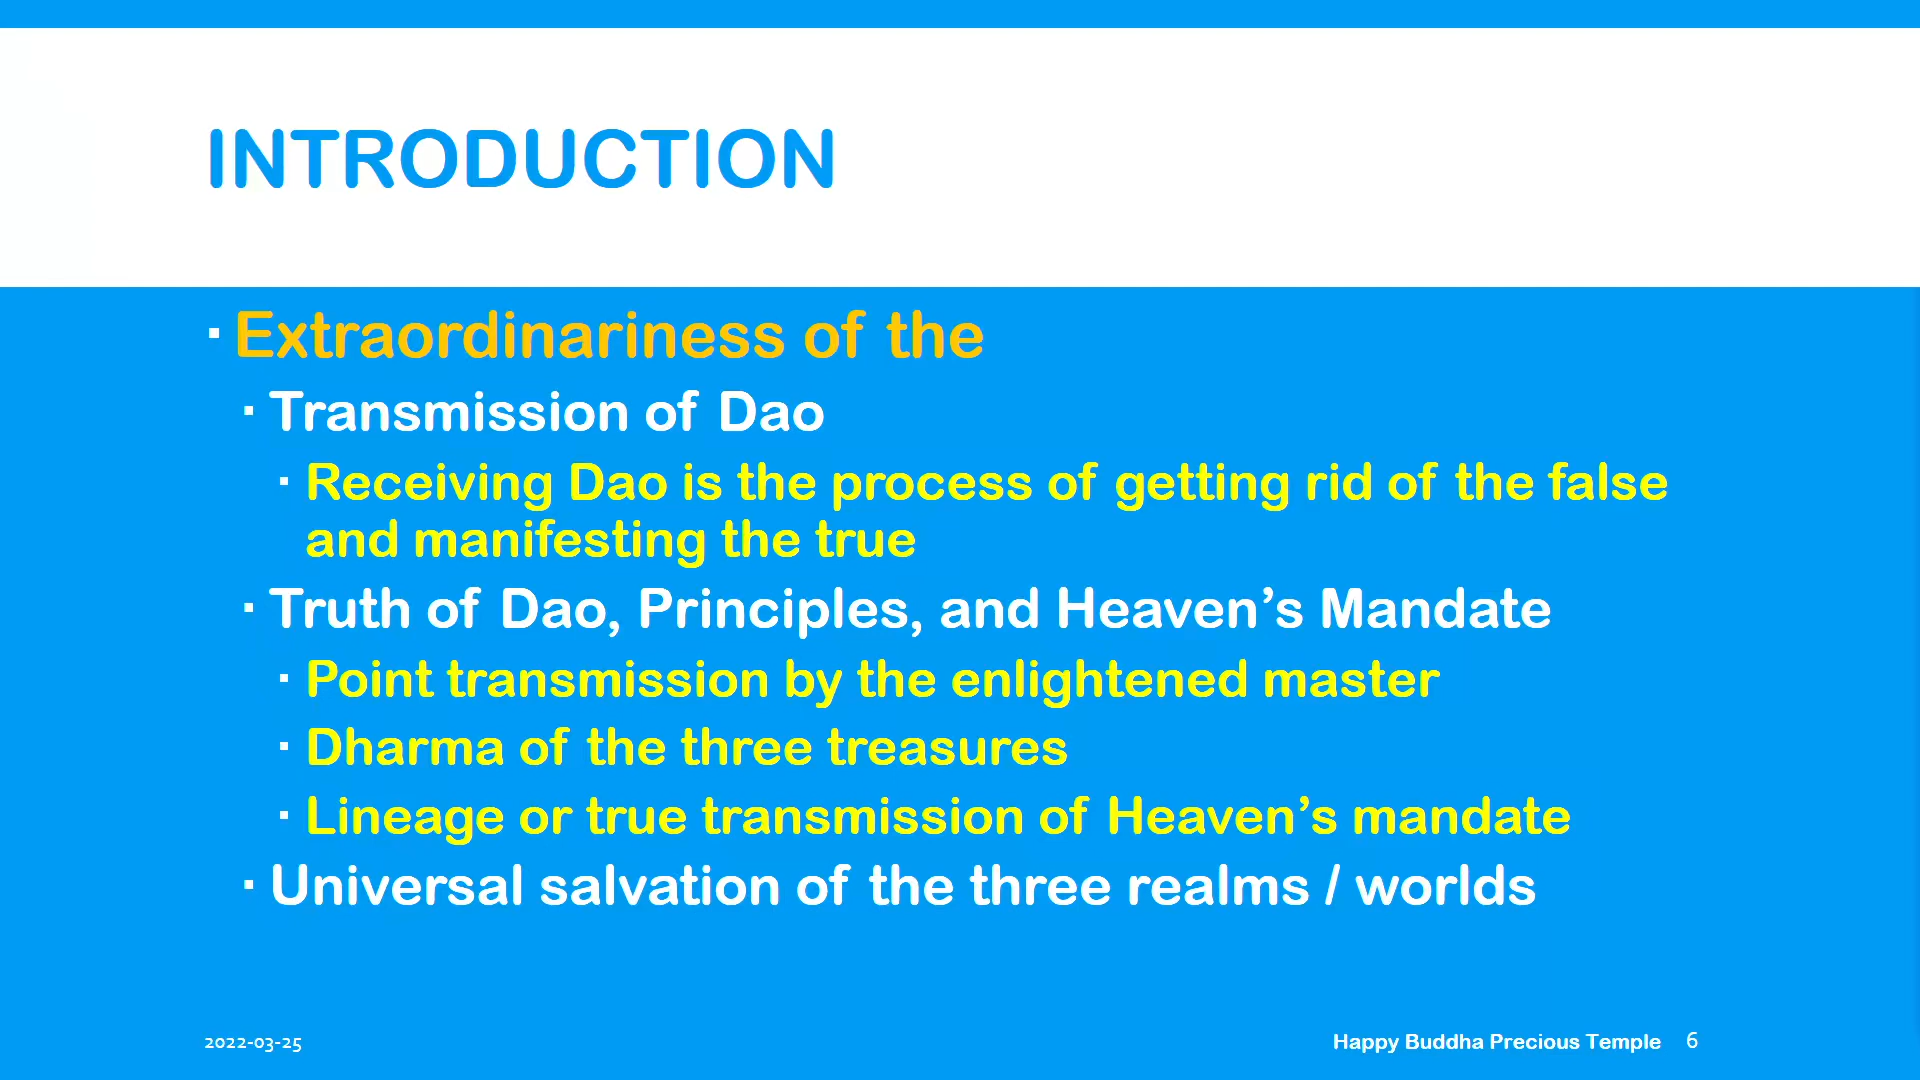 INTRODUCTION
▪ Extraordinariness of the
▪ Transmission of Dao
▪ Receiving Dao is the process of getting rid of the false
and manifesting the true
▪ Truth of Dao, Principles, and Heaven’s Mandate
▪ Point transmission by the enlightened master
▪ Dharma of the three treasures
▪ Lineage or true transmission of Heaven’s mandate
▪ Universal salvation of the three realms / worlds
2022-03-25 Happy Buddha Precious Temple 6